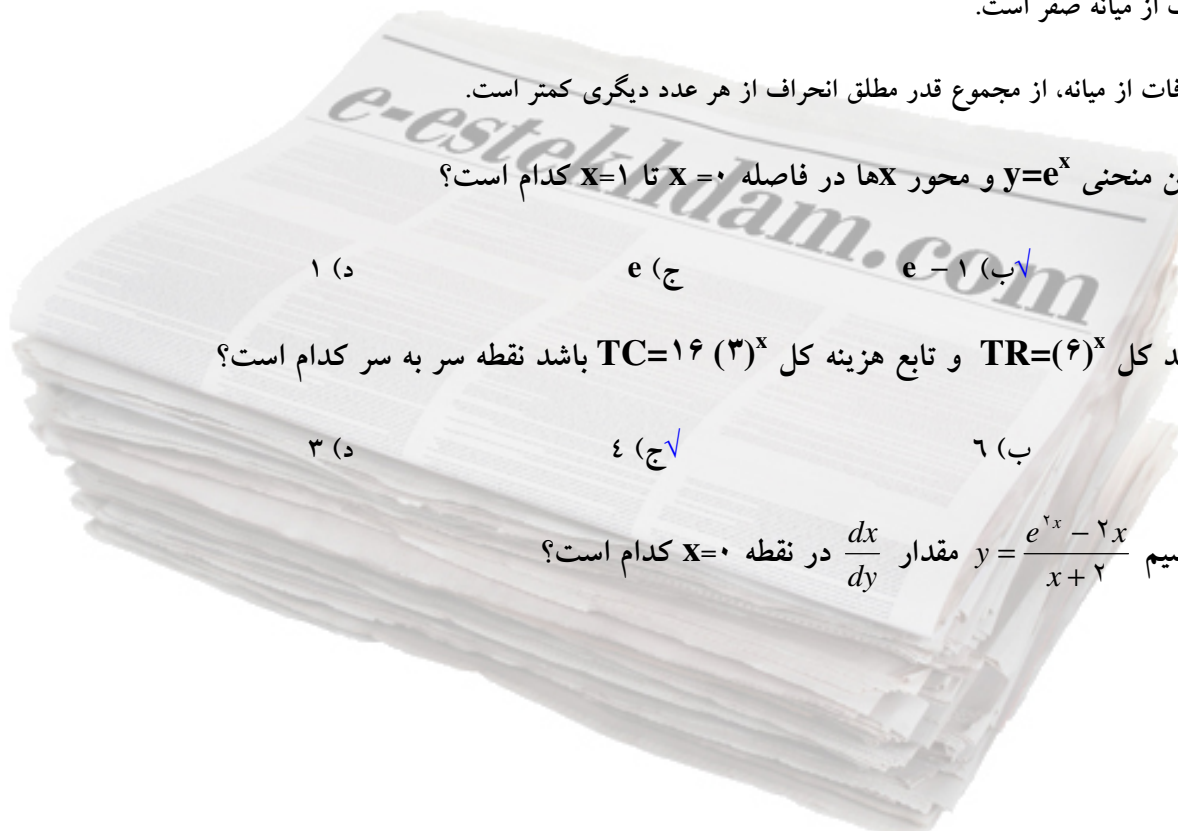 از میانه صفر است.
از میانه، از مجموع قدر مطلق انحراف از هر عدد دیگری کمتر است.
e-estekhdam.com
منحنی y=e^x و محور xها در فاصله x =۰ تا x=۱ کدام است؟
√ب) e – ۱ ج) e د) ۱
کل TR=(۶)^x و تابع هزینه کل TC=۱۶ (۳)^x باشد نقطه سر به سر کدام است؟
ب) ٦ √ج) ٤ د) ۳
y = (e^{۲x} – ۲x)/(x + ۲) مقدار dx/dy در نقطه x=۰ کدام است؟